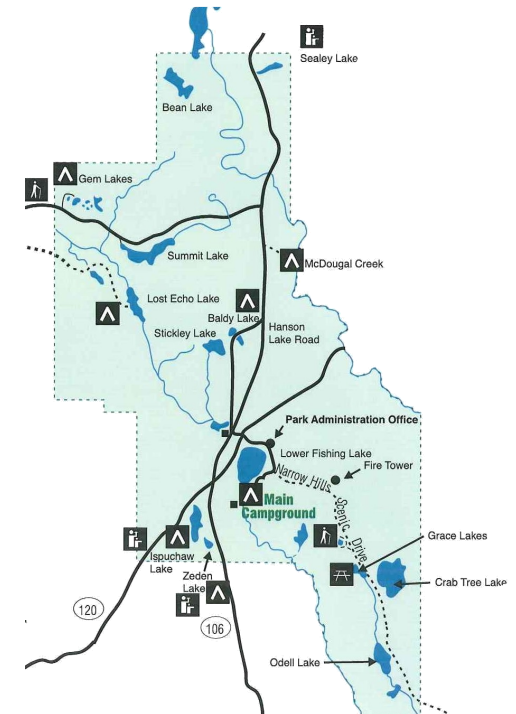 Sealey Lake
Bean Lake
Gem Lakes
Summit Lake
McDougal Creek
Lost Echo Lake
Baldy Lake
Stickley Lake
Hanson
Lake Road
Park Administration Office
Lower Fishing Lake
Fire Tower
Narrow Hills Scenic Drive
Main
Campground
Grace Lakes
Ispuchaw
Lake
Zeden
Lake
Crab Tree Lake
120
106
Odell Lake